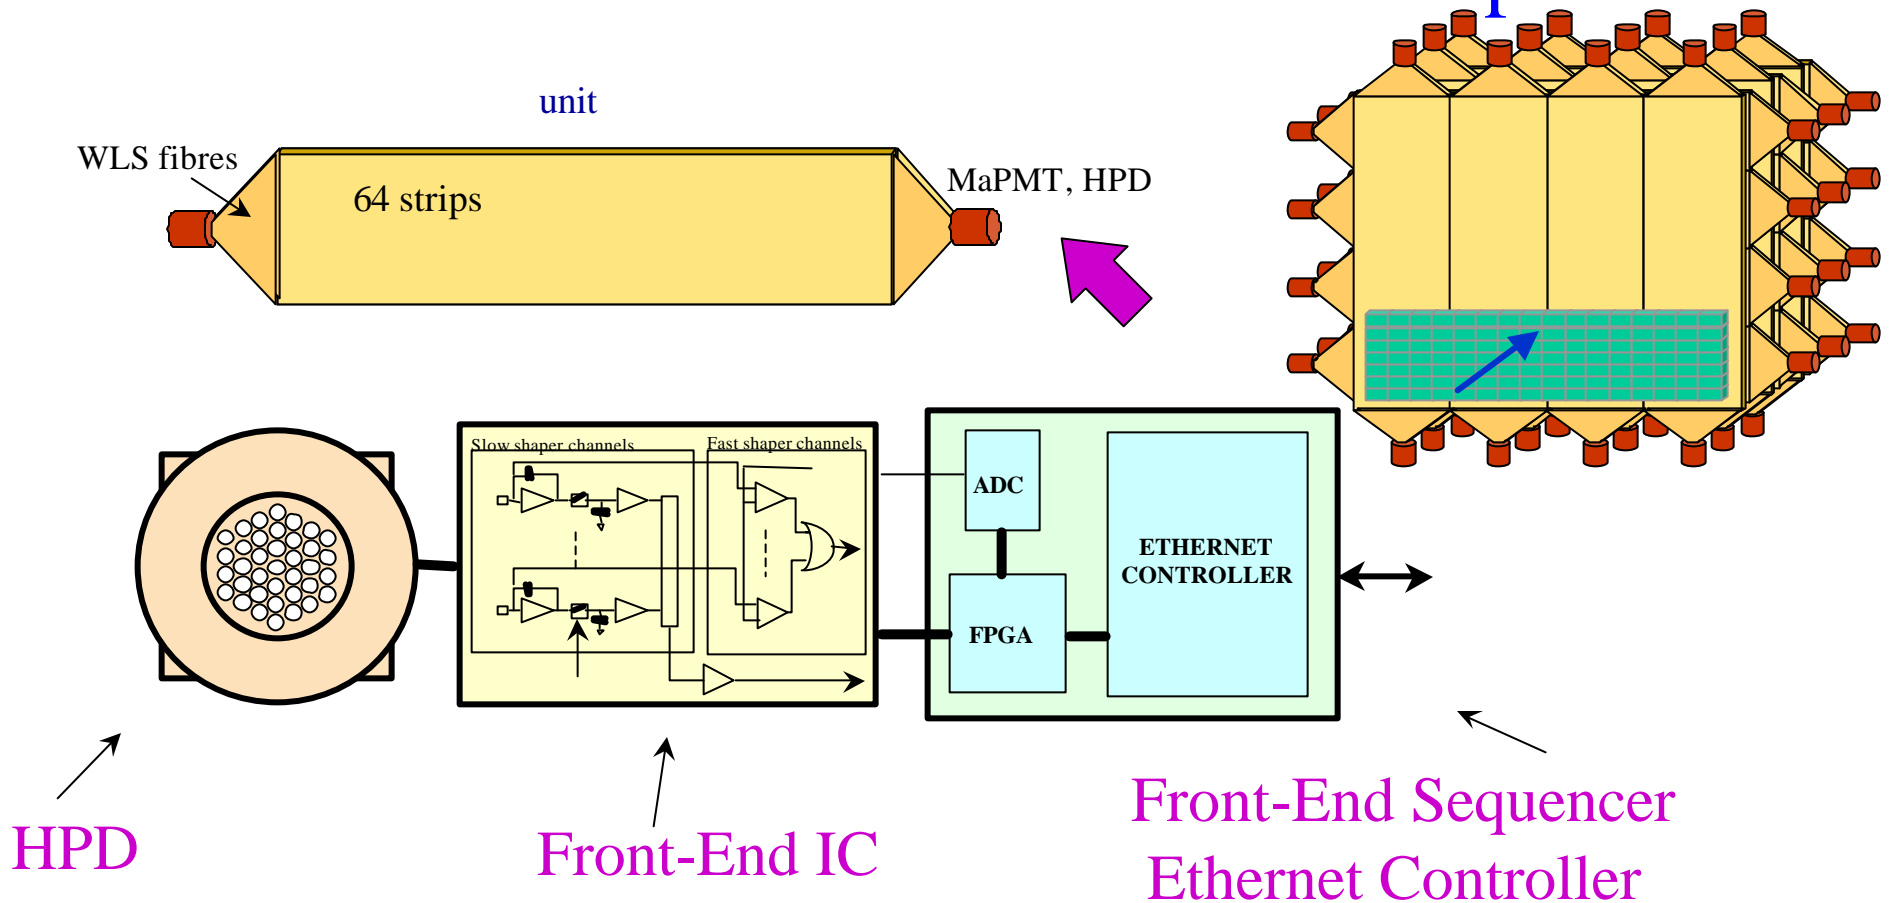 unit
WLS fibres
64 strips
MaPMT, HPD
Slow shaper channels
Fast shaper channels
ADC
FPGA
ETHERNET
CONTROLLER
HPD
Front-End IC
Front-End Sequencer
Ethernet Controller